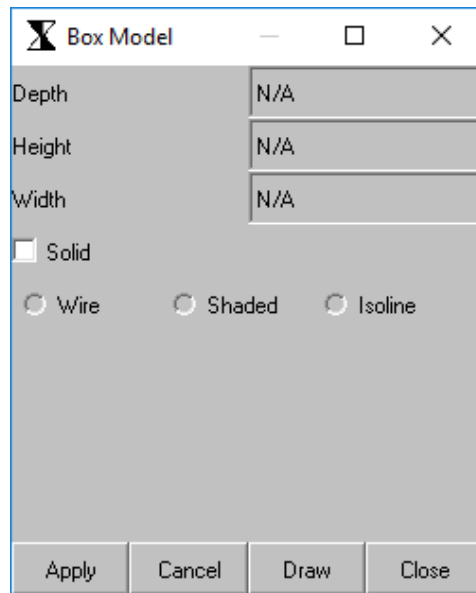 Box Model
Depth N/A
Height N/A
Width N/A
Solid
Wire Shaded Isoline
Apply Cancel Draw Close